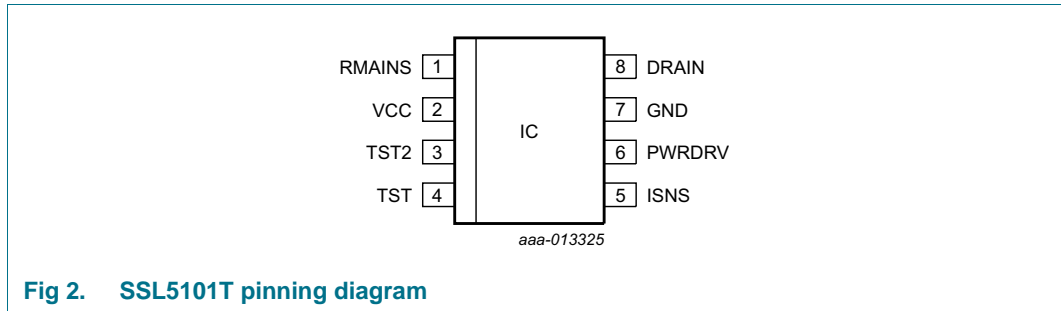 RMAINS 1 8 DRAIN
VCC 2 7 GND
IC
TST2 3 6 PWRDRV
TST 4 5 ISNS
aaa-013325
Fig 2. SSL5101T pinning diagram